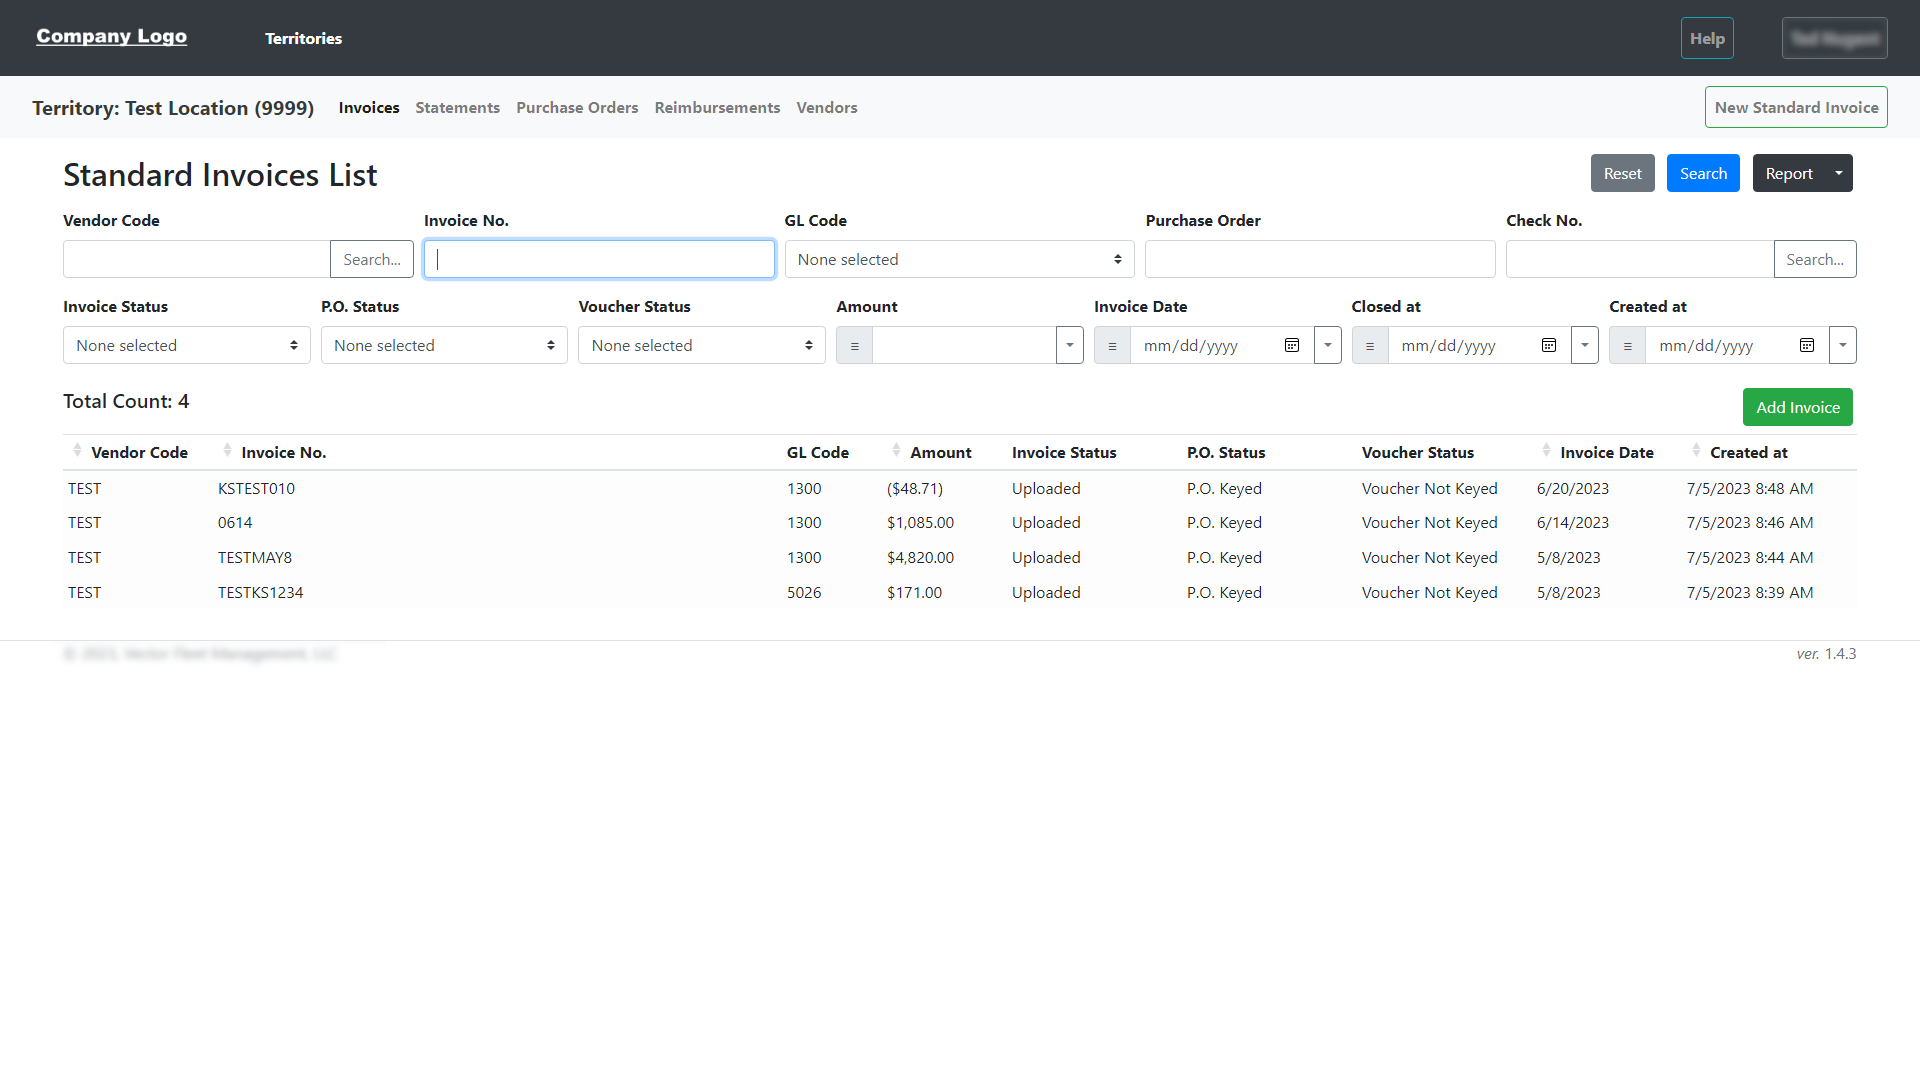 Company Logo Territories Help
Territory: Test Location (9999) Invoices Statements Purchase Orders Reimbursements Vendors New Standard Invoice
Standard Invoices List Reset Search Report
Vendor Code Invoice No. GL Code Purchase Order Check No.
Search... None selected Search...
Invoice Status P.O. Status Voucher Status Amount Invoice Date Closed at Created at
None selected None selected None selected = = mm/dd/yyyy = mm/dd/yyyy = mm/dd/yyyy
Total Count: 4 Add Invoice
Vendor Code Invoice No. GL Code Amount Invoice Status P.O. Status Voucher Status Invoice Date Created at
TEST KSTEST010 1300 ($48.71) Uploaded P.O. Keyed Voucher Not Keyed 6/20/2023 7/5/2023 8:48 AM
TEST 0614 1300 $1,085.00 Uploaded P.O. Keyed Voucher Not Keyed 6/14/2023 7/5/2023 8:46 AM
TEST TESTMAY8 1300 $4,820.00 Uploaded P.O. Keyed Voucher Not Keyed 5/8/2023 7/5/2023 8:44 AM
TEST TESTKS1234 5026 $171.00 Uploaded P.O. Keyed Voucher Not Keyed 5/8/2023 7/5/2023 8:39 AM
ver. 1.4.3